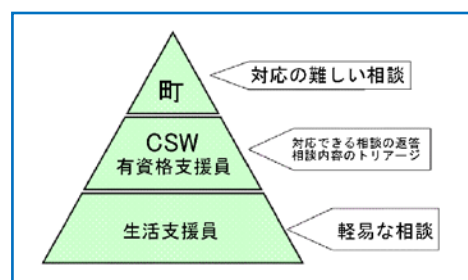 町
対応の難しい相談
CSW
有資格支援員
対応できる相談の返答
相談内容のトリアージ
生活支援員
軽易な相談